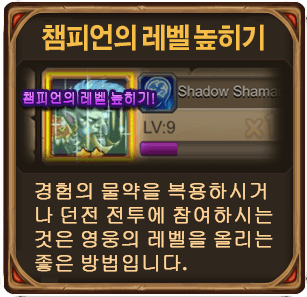 챔피언의 레벨 높히기
Shadow Shama
챔피언의 레벨 높히기!
LV:9
경험의 물약을 복용하시거
나 던전 전투에 참여하시는
것은 영웅의 레벨을 올리는
좋은 방법입니다.